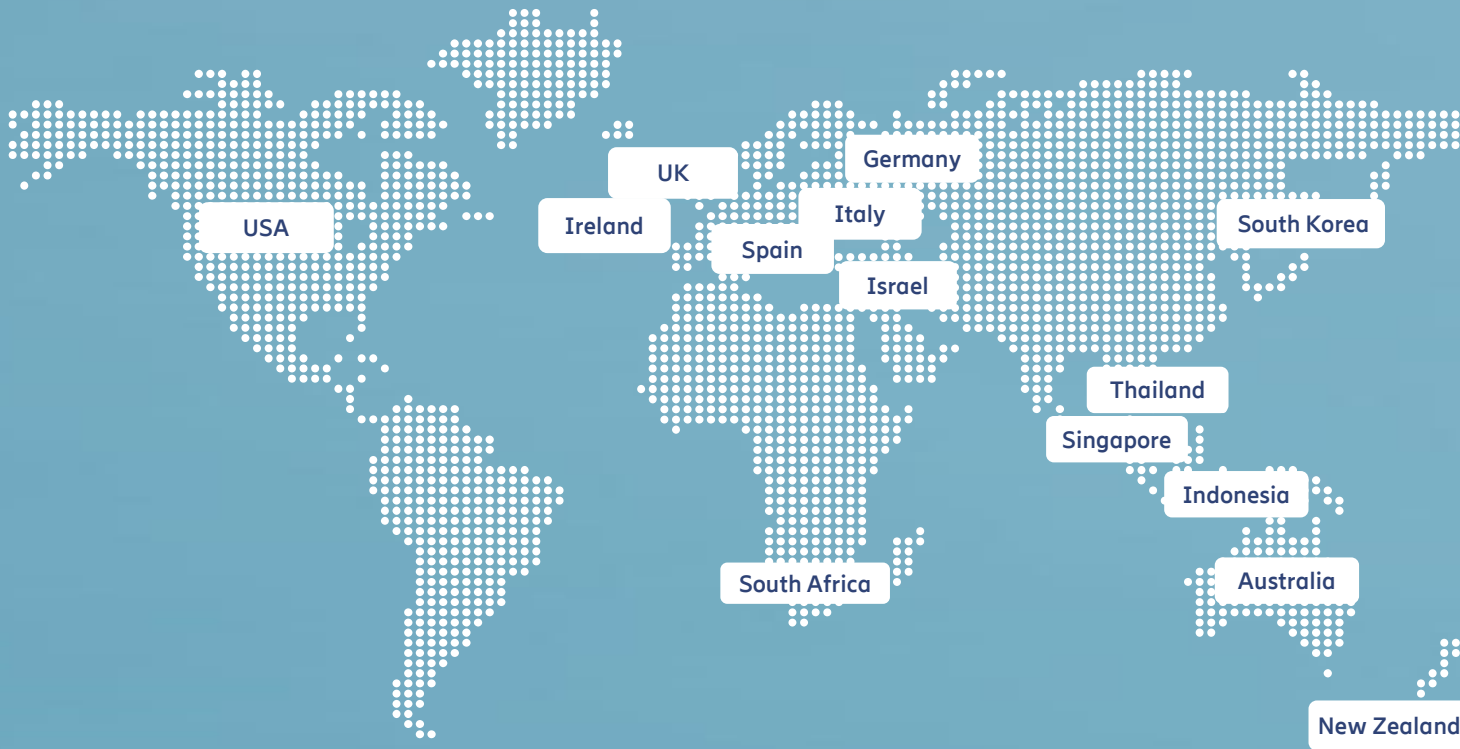 Germany
UK
Italy
USA
Ireland
South Korea
Spain
Israel
Thailand
Singapore
Indonesia
South Africa
Australia
New Zealand